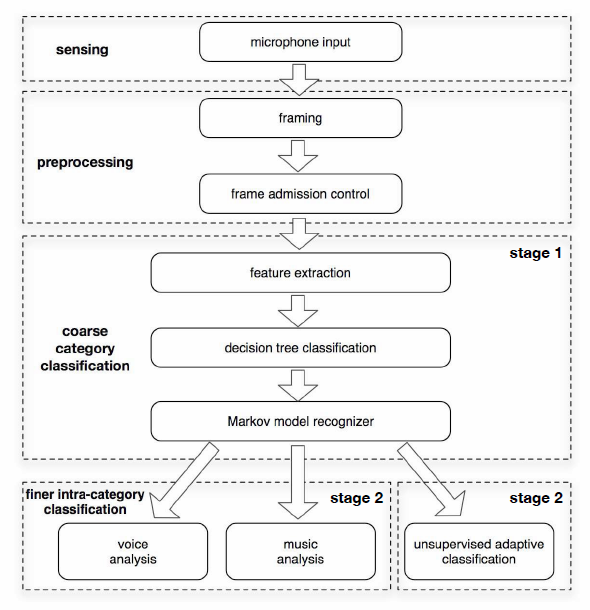 sensing
microphone input
framing
preprocessing
frame admission control
stage 1
feature extraction
coarse
category
classification
decision tree classification
Markov model recognizer
finer intra-category
classification
stage 2
stage 2
voice
analysis
music
analysis
unsupervised adaptive
classification